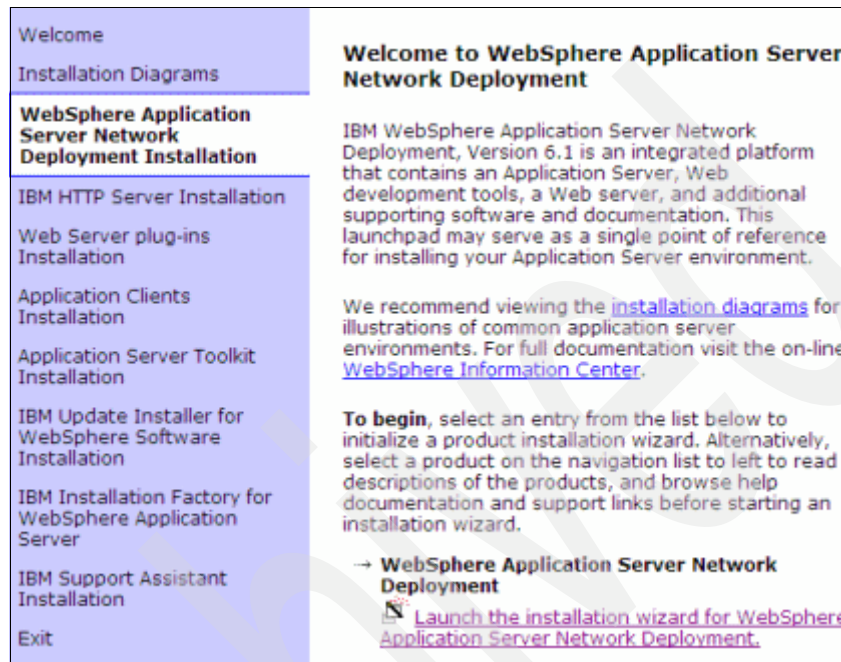 Welcome
Installation Diagrams
WebSphere Application
Server Network
Deployment Installation
IBM HTTP Server Installation
Web Server plug-ins
Installation
Application Clients
Installation
Application Server Toolkit
Installation
IBM Update Installer for
WebSphere Software
Installation
IBM Installation Factory for
WebSphere Application
Server
IBM Support Assistant
Installation
Exit
Welcome to WebSphere Application Server
Network Deployment
IBM WebSphere Application Server Network
Deployment, Version 6.1 is an integrated platform
that contains an Application Server, Web
development tools, a Web server, and additional
supporting software and documentation. This
launchpad may serve as a single point of reference
for installing your Application Server environment.
We recommend viewing the installation diagrams for
illustrations of common application server
environments. For full documentation visit the on-line
WebSphere Information Center.
To begin, select an entry from the list below to
initialize a product installation wizard. Alternatively,
select a product on the navigation list to left to read
descriptions of the products, and browse help
documentation and support links before starting an
installation wizard.
→ WebSphere Application Server Network
Deployment
Launch the installation wizard for WebSphere
Application Server Network Deployment.